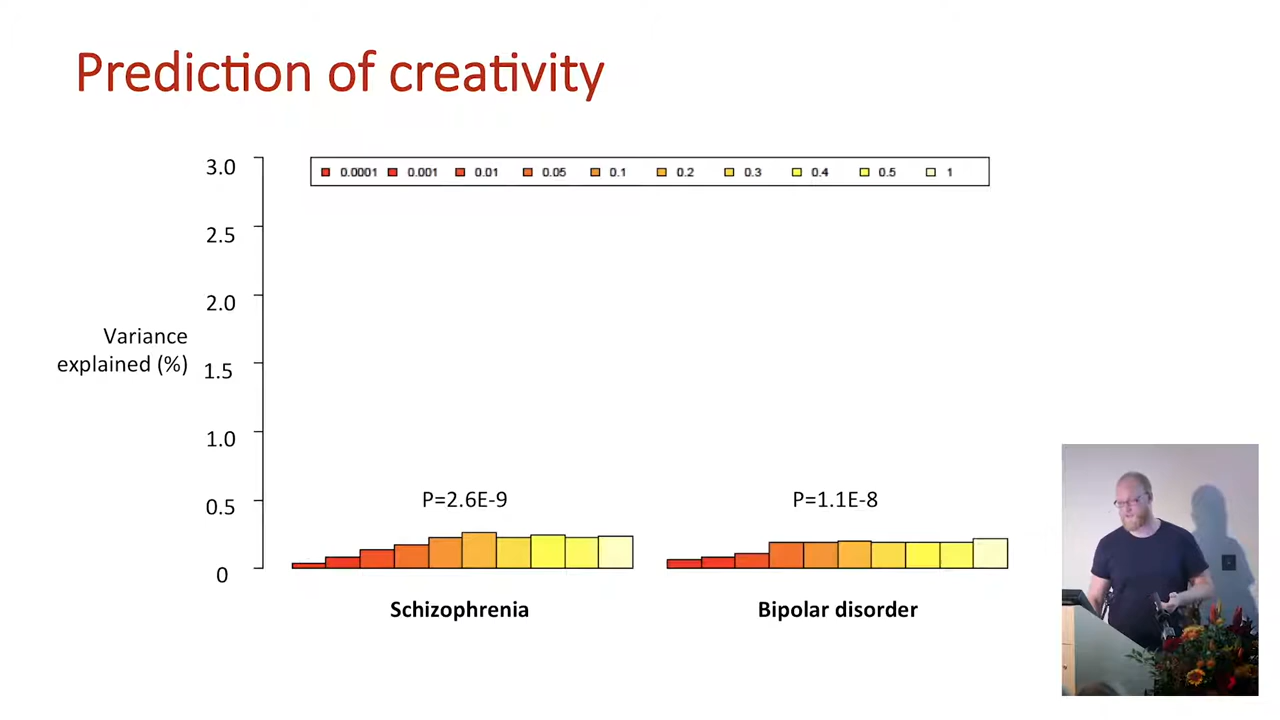 Prediction of creativity
3.0
0.0001 0.001 0.01 0.05 0.1 0.2 0.3 0.4 0.5 1
2.5
2.0
Variance
explained (%)
1.5
1.0
0.5
P=2.6E-9 P=1.1E-8
0
Schizophrenia Bipolar disorder